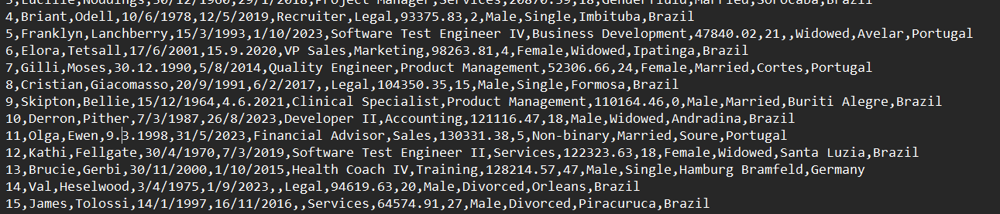 3,Lucille,Noddings,30/12/1980,29/1/2018,Project Manager,Services,20870.59,18,Genderfluid,Married,Sorocaba,Brazil
4,Briant,Odell,10/6/1978,12/5/2019,Recruiter,Legal,93375.83,2,Male,Single,Imbituba,Brazil
5,Franklyn,Lanchberry,15/3/1993,1/10/2023,Software Test Engineer IV,Business Development,47840.02,21,,Widowed,Avelar,Portugal
6,Elora,Tetsall,17/6/2001,15.9.2020,VP Sales,Marketing,98263.81,4,Female,Widowed,Ipatinga,Brazil
7,Gilli,Moses,30.12.1990,5/8/2014,Quality Engineer,Product Management,52306.66,24,Female,Married,Cortes,Portugal
8,Cristian,Giacomasso,20/9/1991,6/2/2017,,Legal,104350.35,15,Male,Single,Formosa,Brazil
9,Skipton,Bellie,15/12/1964,4.6.2021,Clinical Specialist,Product Management,110164.46,0,Male,Married,Buriti Alegre,Brazil
10,Derron,Pither,7/3/1987,26/8/2023,Developer II,Accounting,121116.47,18,Male,Widowed,Andradina,Brazil
11,Olga,Ewen,9.3.1998,31/5/2023,Financial Advisor,Sales,130331.38,5,Non-binary,Married,Soure,Portugal
12,Kathi,Fellgate,30/4/1970,7/3/2019,Software Test Engineer II,Services,122323.63,18,Female,Widowed,Santa Luzia,Brazil
13,Brucie,Gerbi,30/11/2000,1/10/2015,Health Coach IV,Training,128214.57,47,Male,Single,Hamburg Bramfeld,Germany
14,Val,Heselwood,3/4/1975,1/9/2023,,Legal,94619.63,20,Male,Divorced,Orleans,Brazil
15,James,Tolossi,14/1/1997,16/11/2016,,Services,64574.91,27,Male,Divorced,Piracuruca,Brazil